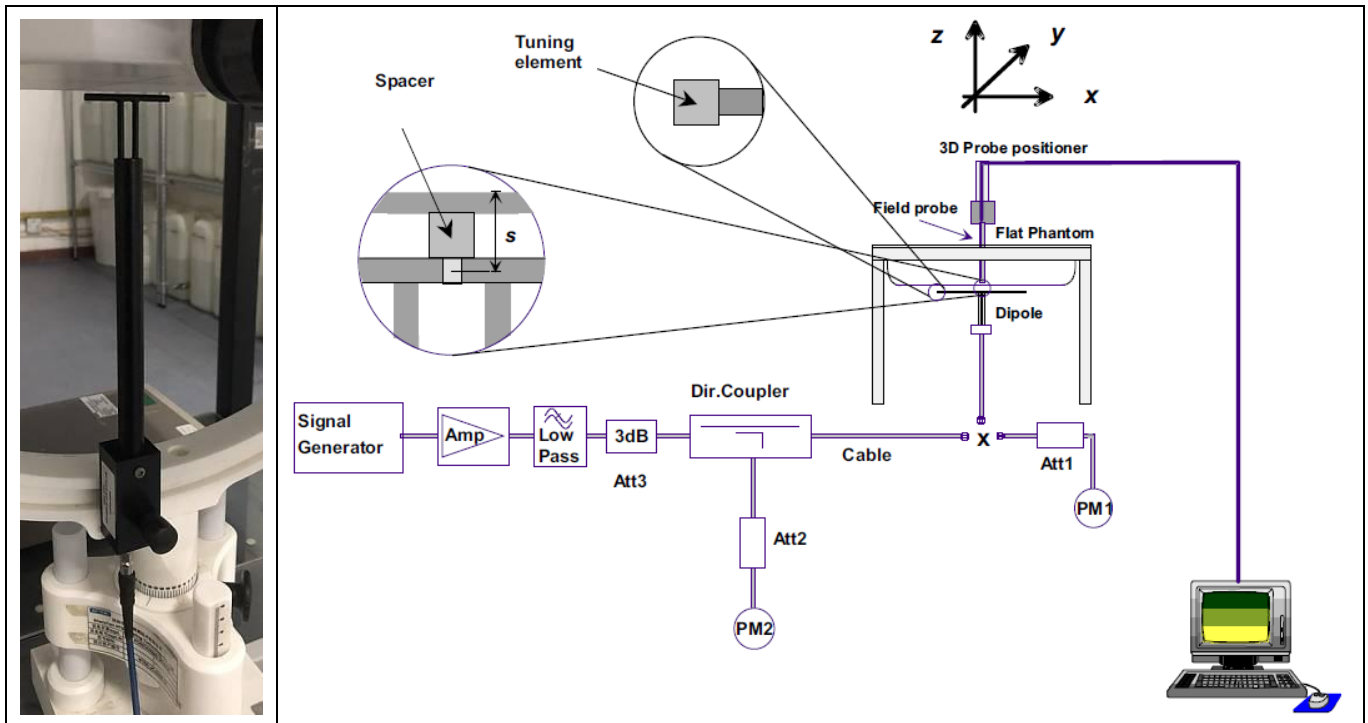 Tuning
element
Spacer
s
z
y
x
3D Probe positioner
Field probe
Flat Phantom
Dipole
Dir.Coupler
Signal
Generator
Amp
Low
Pass
3dB
Att3
Cable
x
Att1
PM1
Att2
PM2